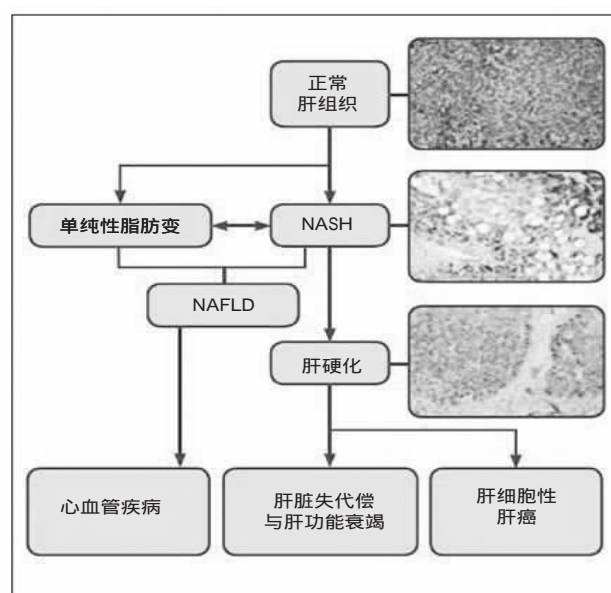 正常
肝组织
单纯性脂肪变
NASH
NAFLD
肝硬化
心血管疾病
肝脏失代偿
与肝功能衰竭
肝细胞性
肝癌